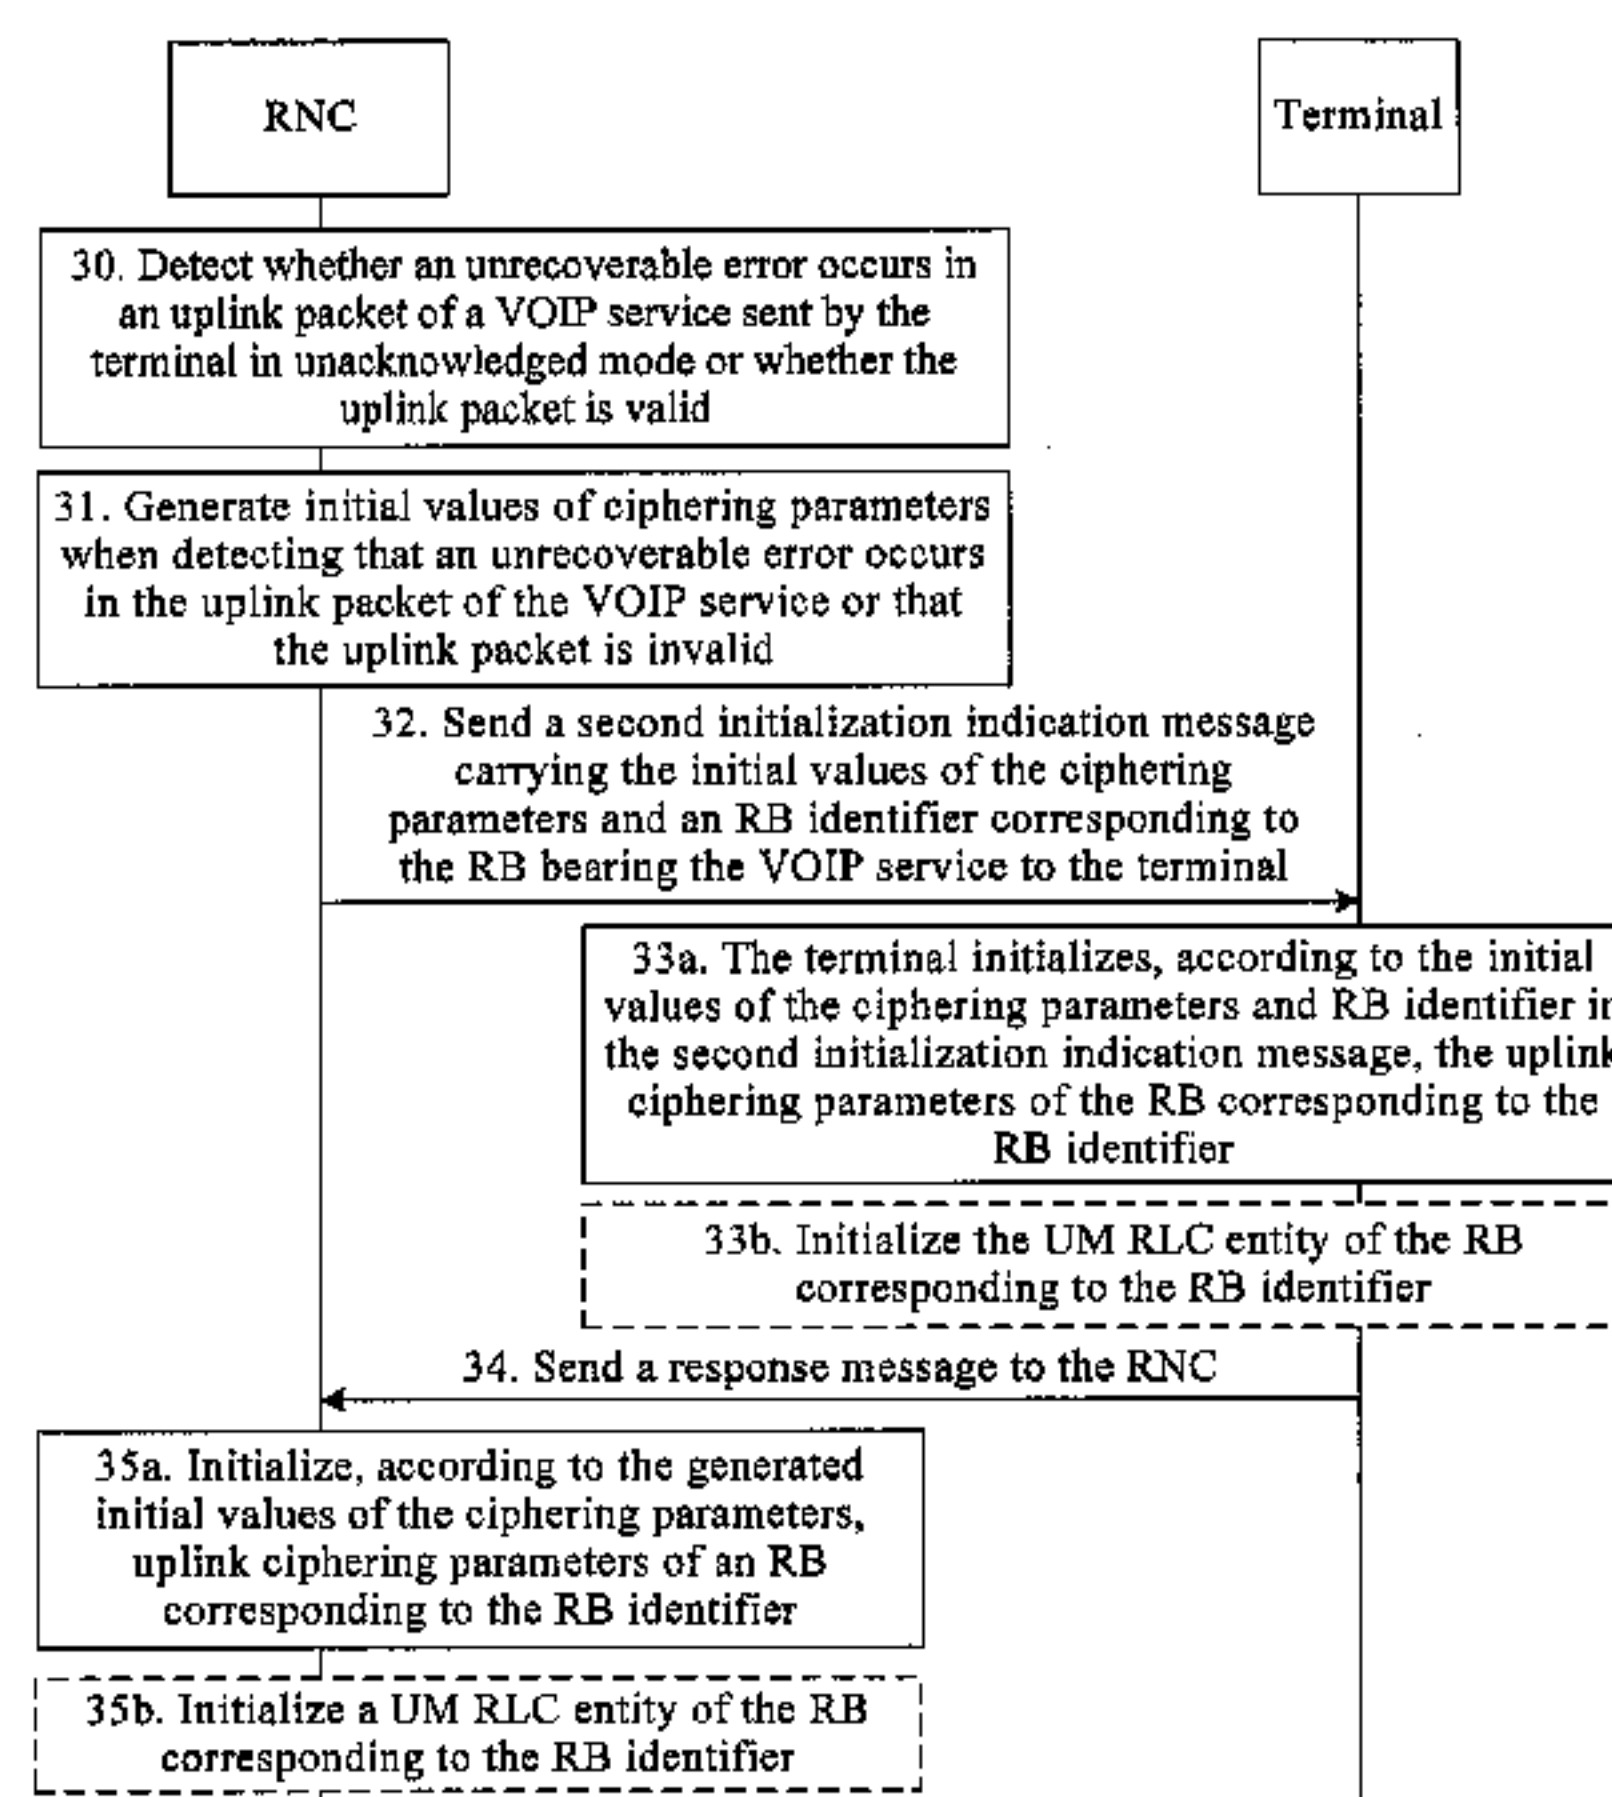 RNC
Terminal
30. Detect whether an unrecoverable error occurs in
an uplink packet of a VOIP service sent by the
terminal in unacknowledged mode or whether the
uplink packet is valid
31. Generate initial values of ciphering parameters
when detecting that an unrecoverable error occurs
in the uplink packet of the VOIP service or that
the uplink packet is invalid
32. Send a second initialization indication message
carrying the initial values of the ciphering
parameters and an RB identifier corresponding to
the RB bearing the VOIP service to the terminal
33a. The terminal initializes, according to the initial
values of the ciphering parameters and RB identifier in
the second initialization indication message, the uplink
ciphering parameters of the RB corresponding to the
RB identifier
33b. Initialize the UM RLC entity of the RB
corresponding to the RB identifier
34. Send a response message to the RNC
35a. Initialize, according to the generated
initial values of the ciphering parameters,
uplink ciphering parameters of an RB
corresponding to the RB identifier
35b. Initialize a UM RLC entity of the RB
corresponding to the RB identifier